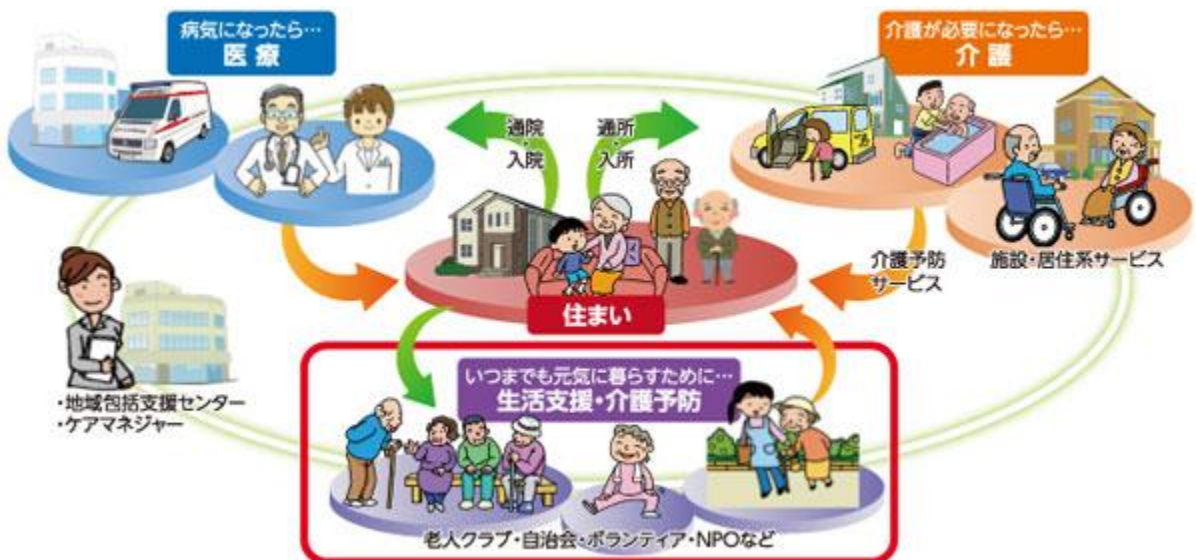 病気になったら…
医療
介護が必要になったら…
介護
通院・入院
通所・入所
住まい
介護予防
サービス
施設・居住系サービス
・地域包括支援センター
・ケアマネジャー
いつまでも元気に暮らすために…
生活支援・介護予防
老人クラブ・自治会・ボランティア・NPOなど